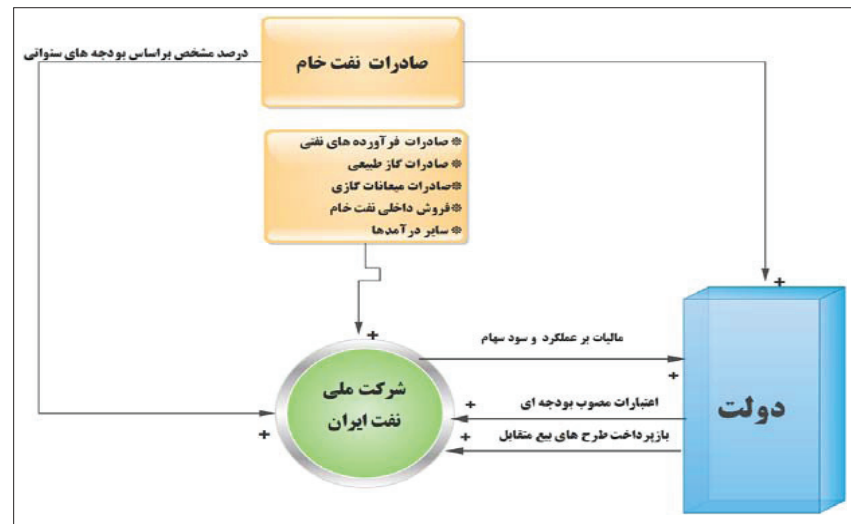 صادرات نفت خام
درصد مشخص براساس بودجه های سنواتی
* صادرات فرآورده های نفتی
* صادرات گاز طبیعی
* صادرات میعانات گازی
* فروش داخلی نفت خام
* سایر درآمدها
+
+
مالیات بر عملکرد و سود سهام
+
شرکت ملی
نفت ایران
دولت
اعتبارات مصوب بودجه ای
+
بازپرداخت طرح های بیع متقابل
+
+